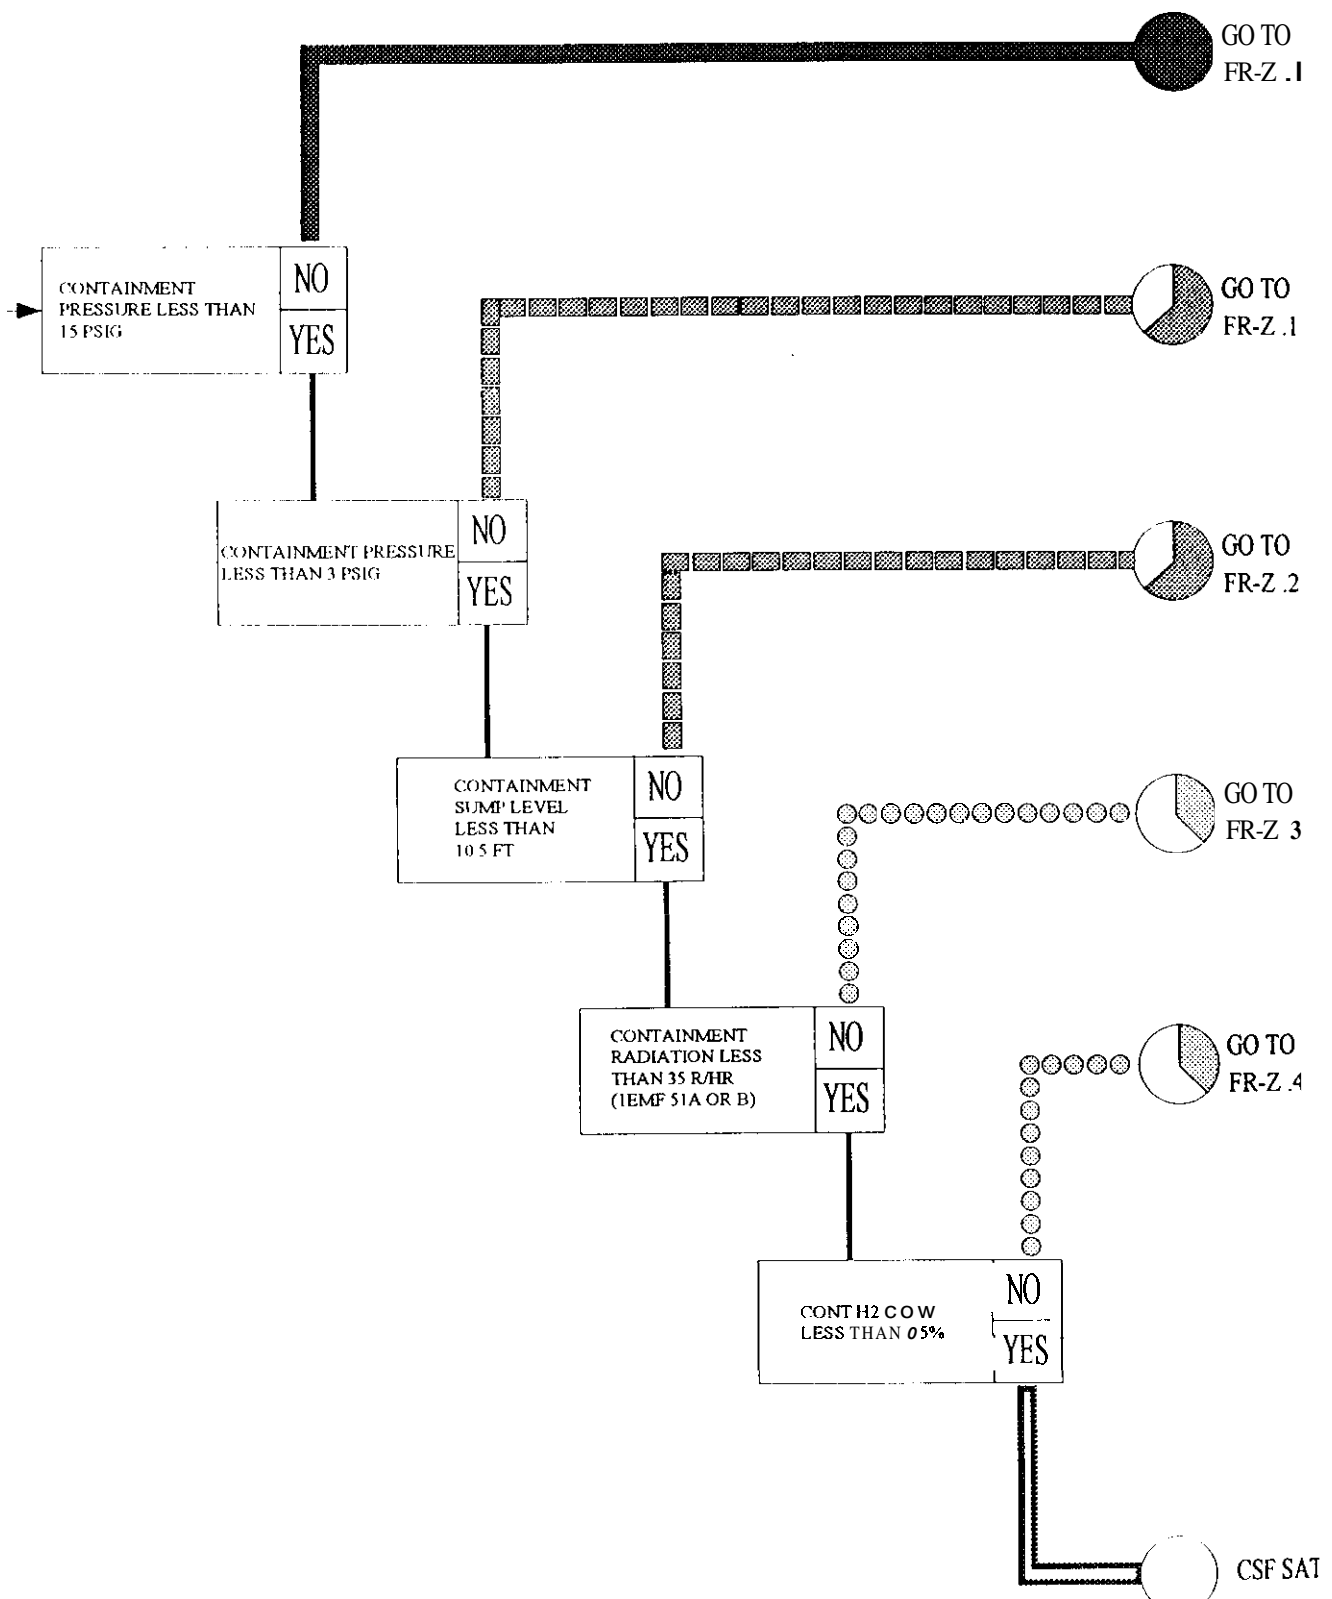 GO TO
FR-Z .1
CONTAINMENT
PRESSURE LESS THAN
15 PSIG
NO
YES
GO TO
FR-Z .1
CONTAINMENT PRESSURE
LESS THAN 3 PSIG
NO
YES
GO TO
FR-Z .2
CONTAINMENT
SUMP LEVEL
LESS THAN
10 5 FT
NO
YES
GO TO
FR-Z 3
CONTAINMENT
RADIATION LESS
THAN 35 R/HR
(1EMF 51A OR B)
NO
YES
GO TO
FR-Z .4
CONT H2 COW
LESS THAN 05%
NO
YES
CSF SAT